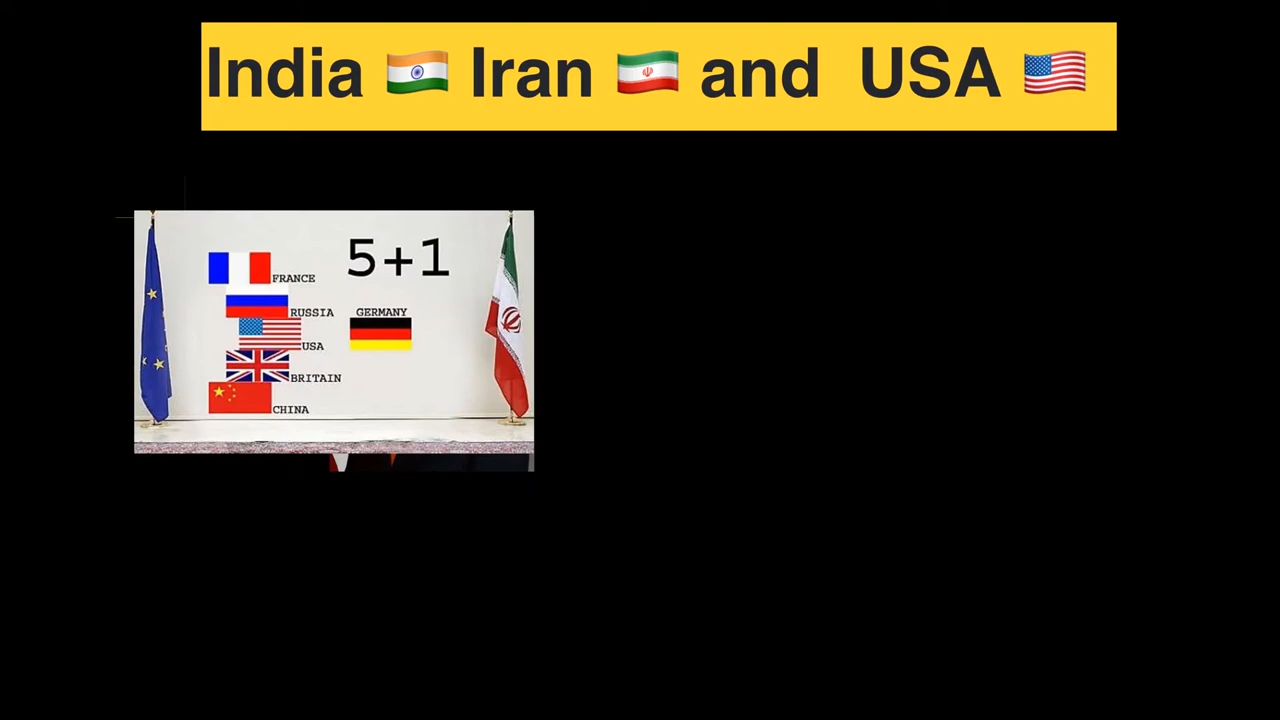 India 🇮🇳 Iran 🇮🇷 and USA 🇺🇸
5+1
FRANCE
RUSSIA
GERMANY
USA
BRITAIN
CHINA